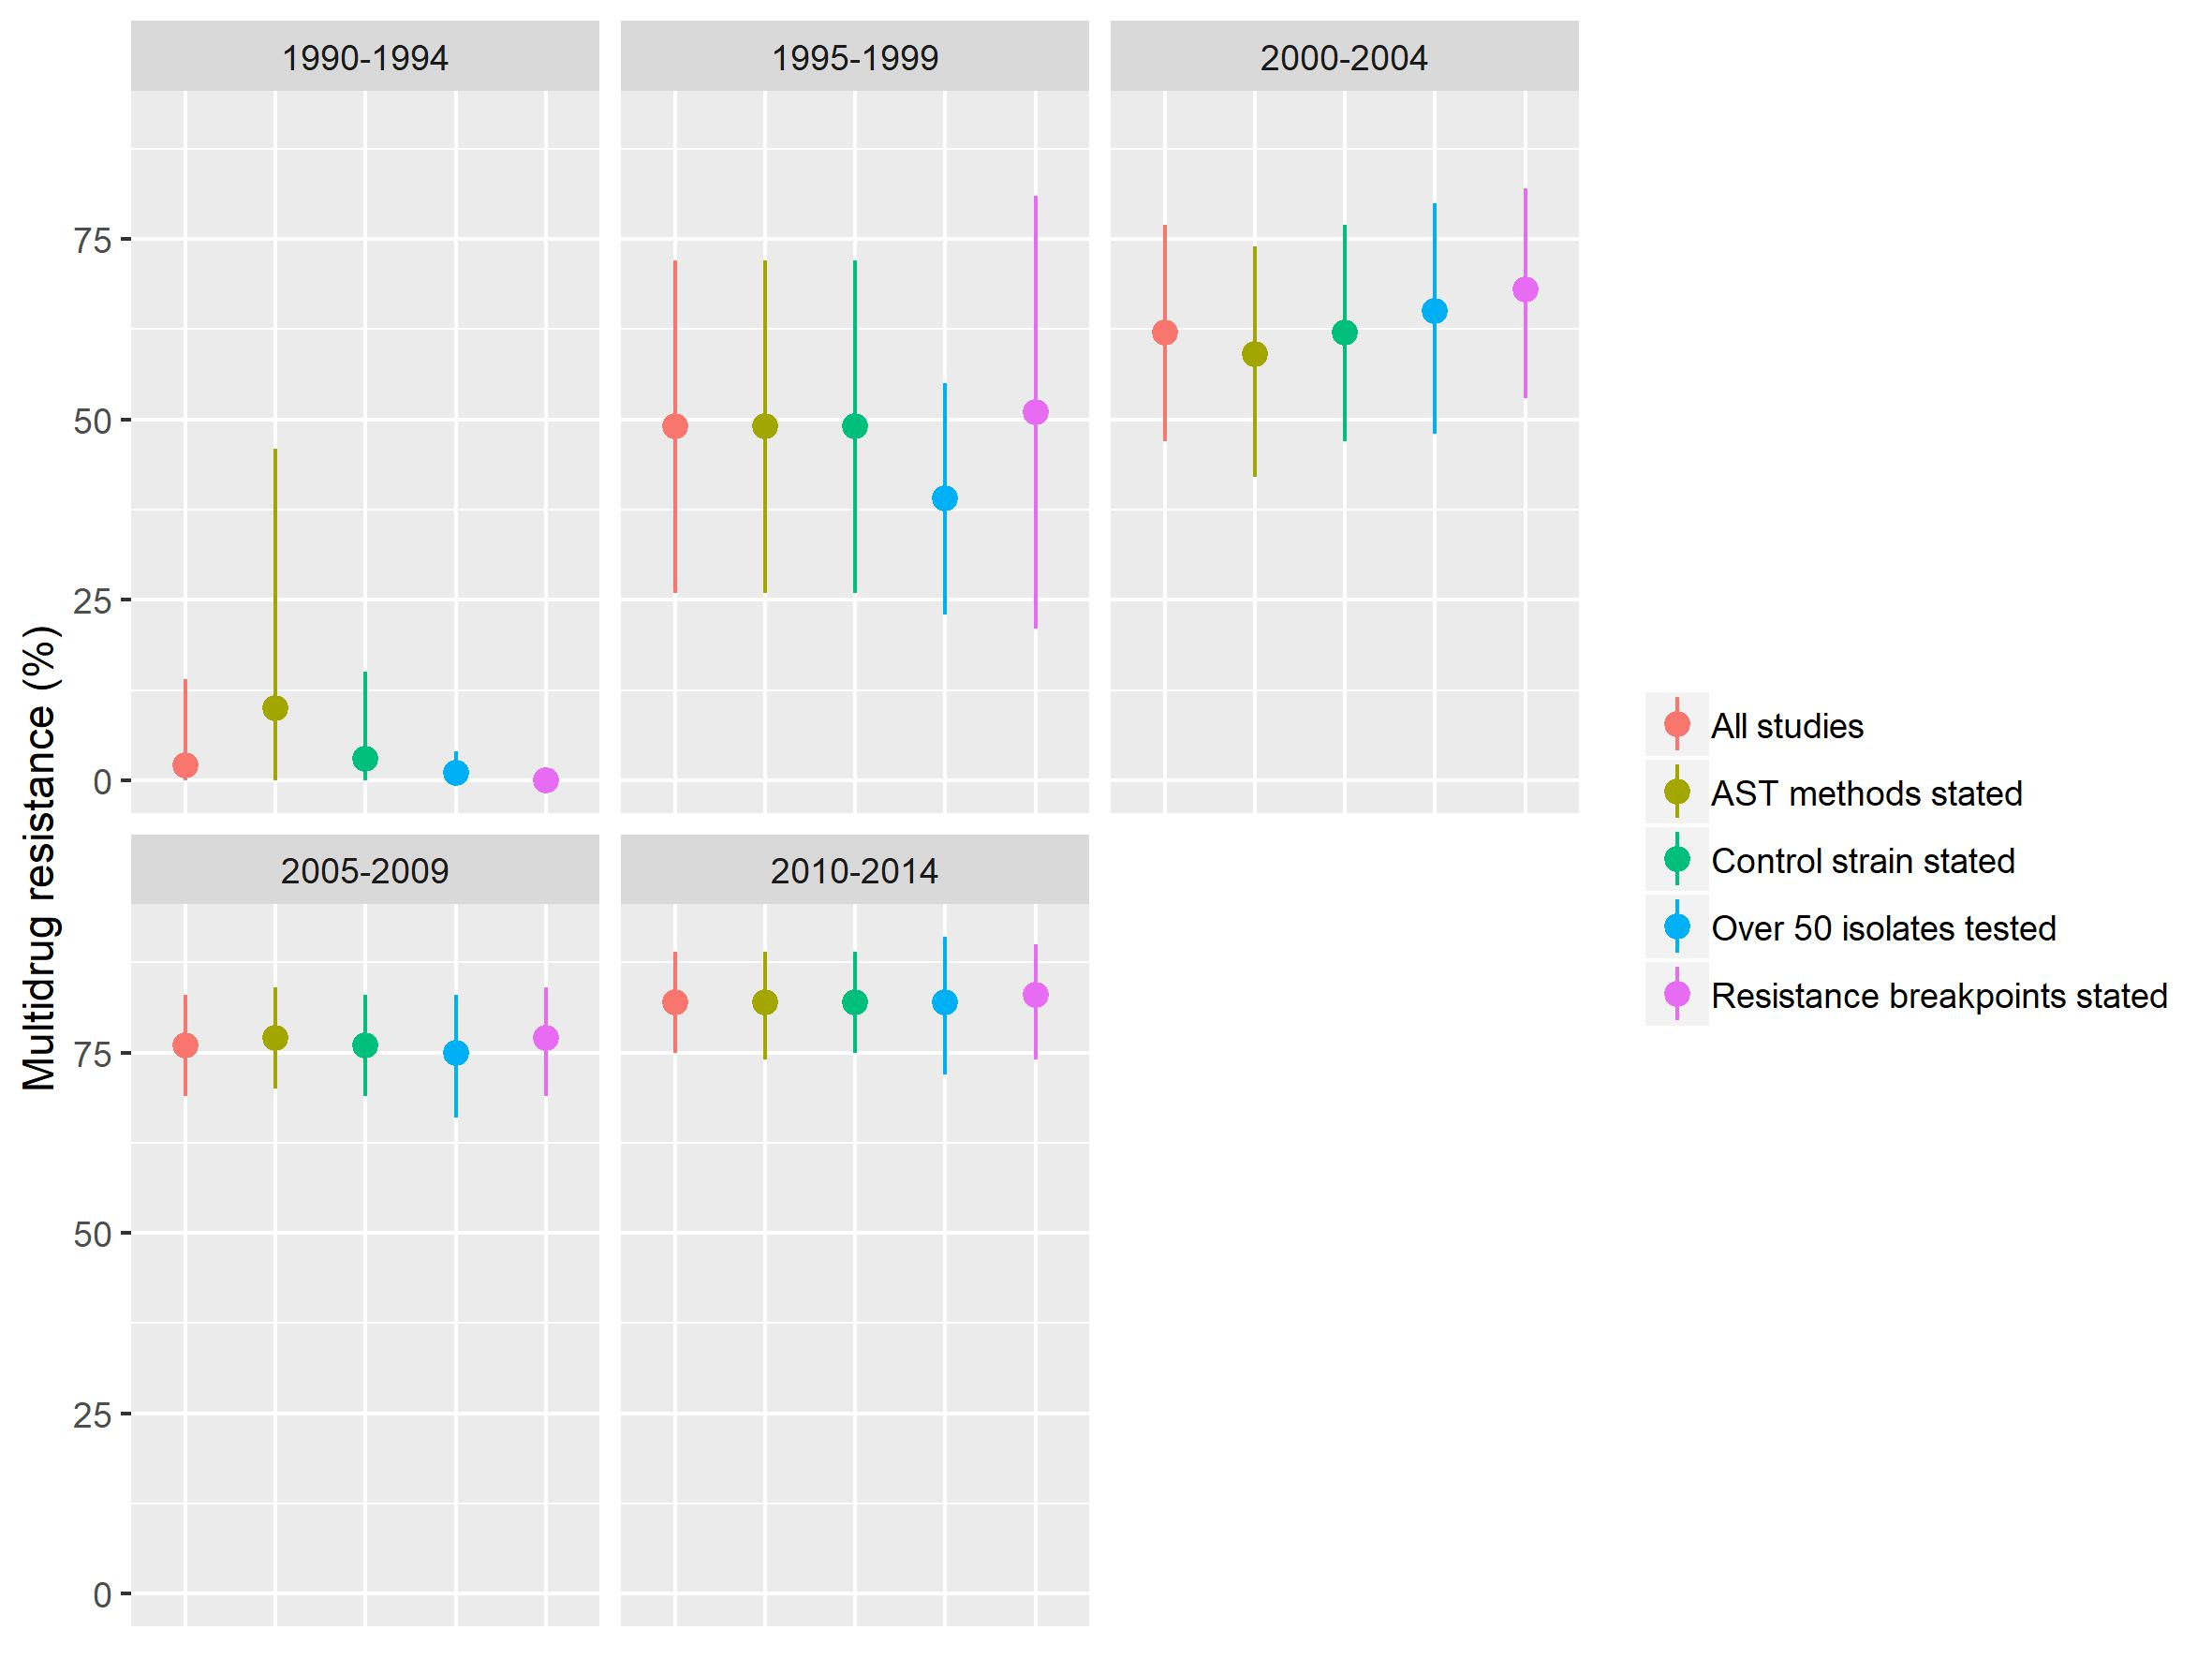 1990-1994
1995-1999
2000-2004
75
50
25
0
Multidrug resistance (%)
2005-2009
2010-2014
75
50
25
0
All studies
AST methods stated
Control strain stated
Over 50 isolates tested
Resistance breakpoints stated